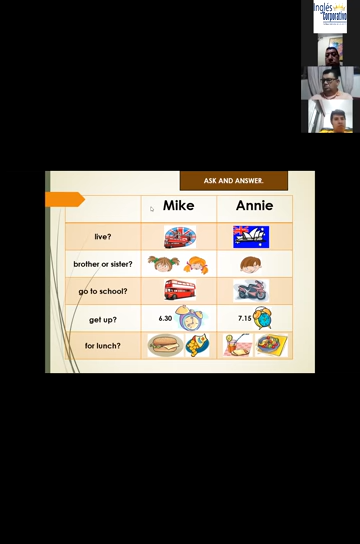 Inglés
corporativo
ASK AND ANSWER.
Mike Annie
live?
brother or sister?
go to school?
get up? 6.30 7.15
for lunch?